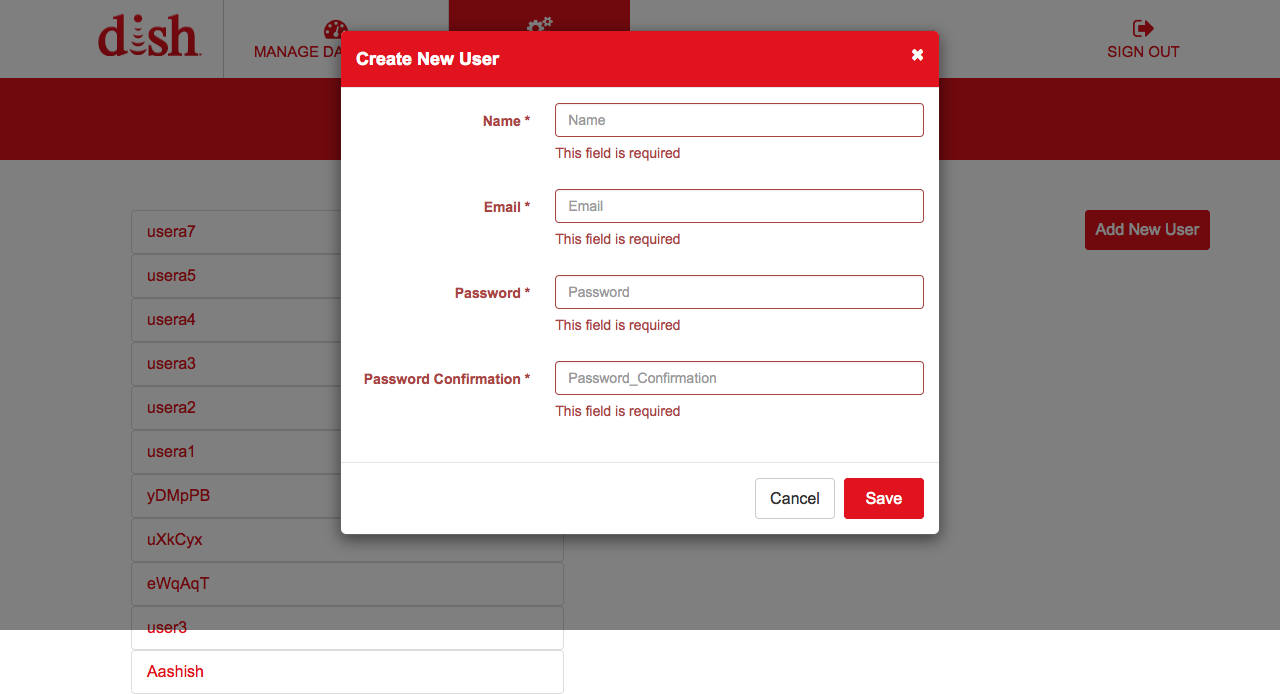 dish
MANAGE DA
SIGN OUT
Create New User
Name *
Name
This field is required
Email *
Email
This field is required
Password *
Password
This field is required
Password Confirmation *
Password_Confirmation
This field is required
Cancel
Save
Add New User
usera7
usera5
usera4
usera3
usera2
usera1
yDMpPB
uXkCyx
eWqAqT
user3
Aashish